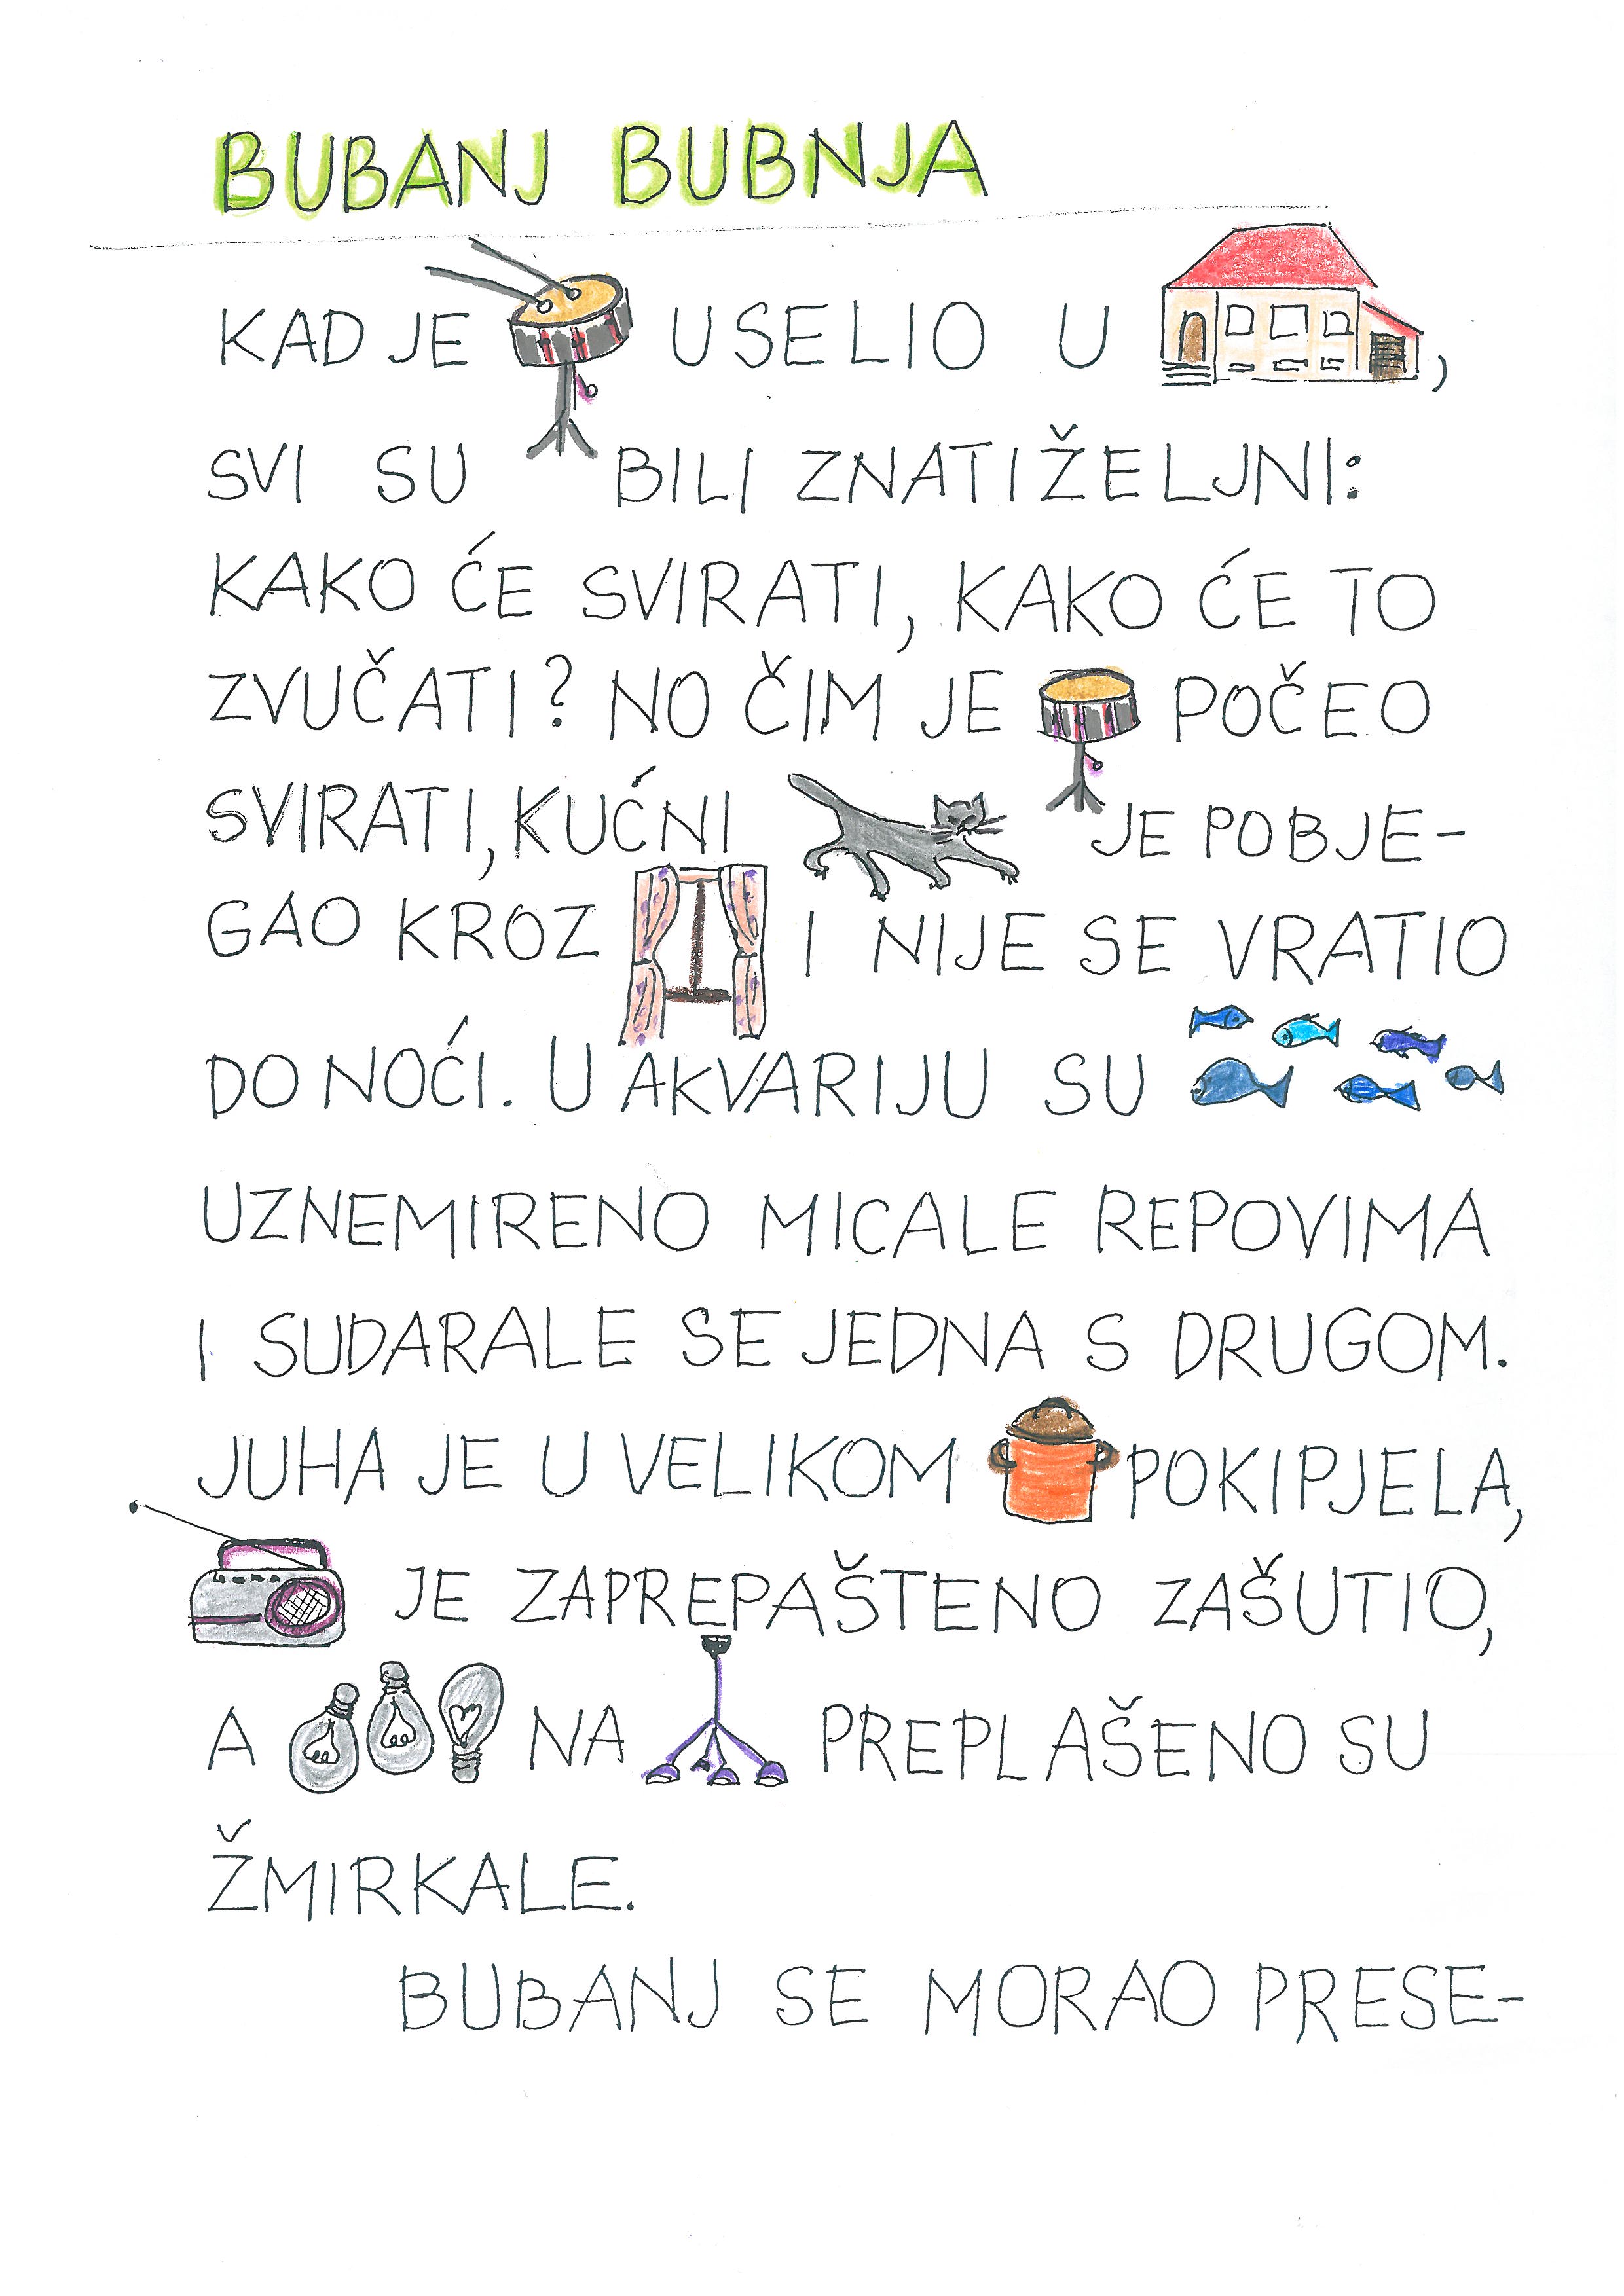 BUBANJ BUBNJA
KAD JE USELIO U ,
SVI SU BILI ZNATIŽELJNI:
KAKO ĆE SVIRATI, KAKO ĆE TO
ZVUČATI? NO ČIM JE POČEO
SVIRATI, KUĆNI JE POBJE-
GAO KROZ I NIJE SE VRATIO
DO NOĆI. U AKVARIJU SU
UZNEMIRENO MICALE REPOVIMA
I SUDARALE SE JEDNA S DRUGOM.
JUHA JE U VELIKOM POKIPJELA,
JE ZAPREPAŠTENO ZAŠUTIO,
A NA PREPLAŠENO SU
ŽMIRKALE.
BUBANJ SE MORAO PRESE-